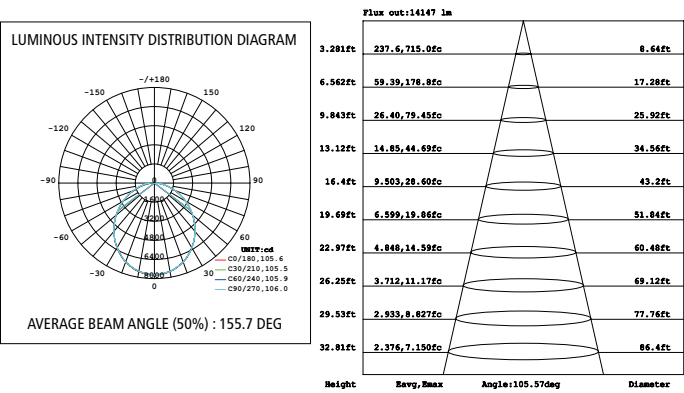 LUMINOUS INTENSITY DISTRIBUTION DIAGRAM
-/+180
-150 150
-120 120
-90 90
-60 60
-30 30
0
0
1600
3200
4800
6400
8000
UNIT:cd
C0/180,105.6
C30/210,105.5
C60/240,105.9
C90/270,106.0
AVERAGE BEAM ANGLE (50%) : 155.7 DEG
Flux out:14147 lm
3.281ft 237.6,715.0fc 8.64ft
6.562ft 59.39,178.8fc 17.28ft
9.843ft 26.40,79.45fc 25.92ft
13.12ft 14.85,44.69fc 34.56ft
16.4ft 9.503,28.60fc 43.2ft
19.69ft 6.599,19.86fc 51.84ft
22.97ft 4.848,14.59fc 60.48ft
26.25ft 3.712,11.17fc 69.12ft
29.53ft 2.933,8.827fc 77.76ft
32.81ft 2.376,7.150fc 86.4ft
Height Eavg,Emax Angle:105.57deg Diameter